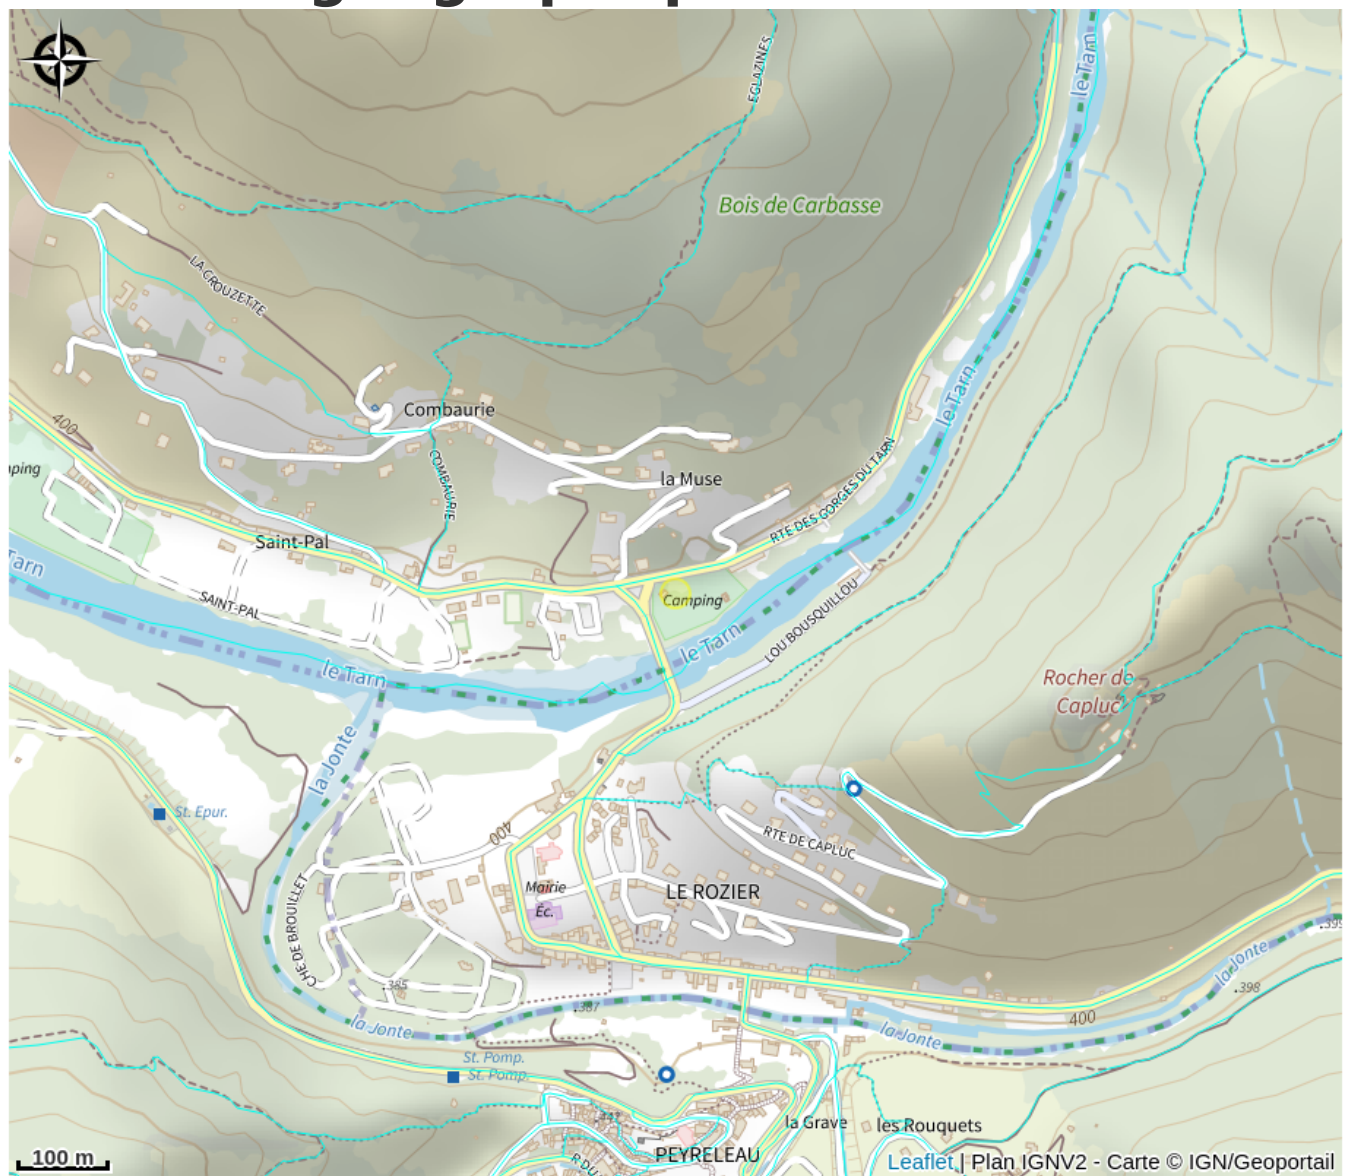 le Tarn
EGLAZINES
Bois de Carbasse
LA CROUZETTE
le Tarn
Combaurie
400
COMBAURIE
la Muse
RTE DES GORGES DU TARN
Saint-Pal
Tarn
SAINT-PAL
Camping
LOU BOUSQUILLOU
le Tarn
le Tarn
Rocher de
Capluc
la Jonte
St. Epur.
400
RTE DE CAPLUC
Mairie
Éc.
LE ROZIER
CHE DE BROUILLET
.385
.387
la Jonte
la Jonte
la Jonte
.398
400
St. Pomp.
St. Pomp.
la Grave
les Rouquets
PEYRELEAU
100 m
Leaflet | Plan IGNV2 - Carte © IGN/Geoportail